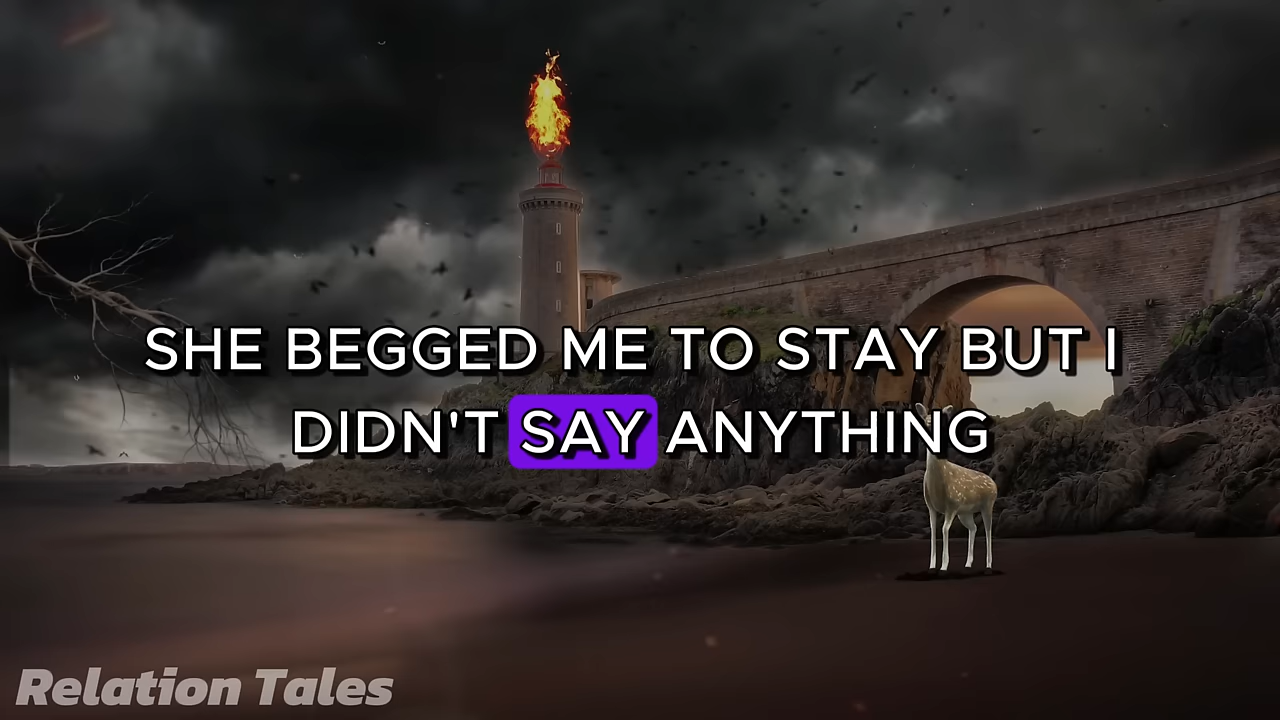 SHE BEGGED ME TO STAY BUT I
DIDN'T SAY ANYTHING
Relation Tales